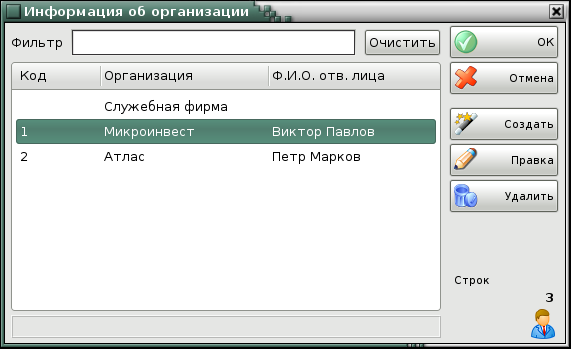 Информация об организации
Фильтр Очистить
Код Организация Ф.И.О. отв. лица
Служебная фирма
1 Микроинвест Виктор Павлов
2 Атлас Петр Марков
ОК
Отмена
Создать
Правка
Удалить
Строк
3